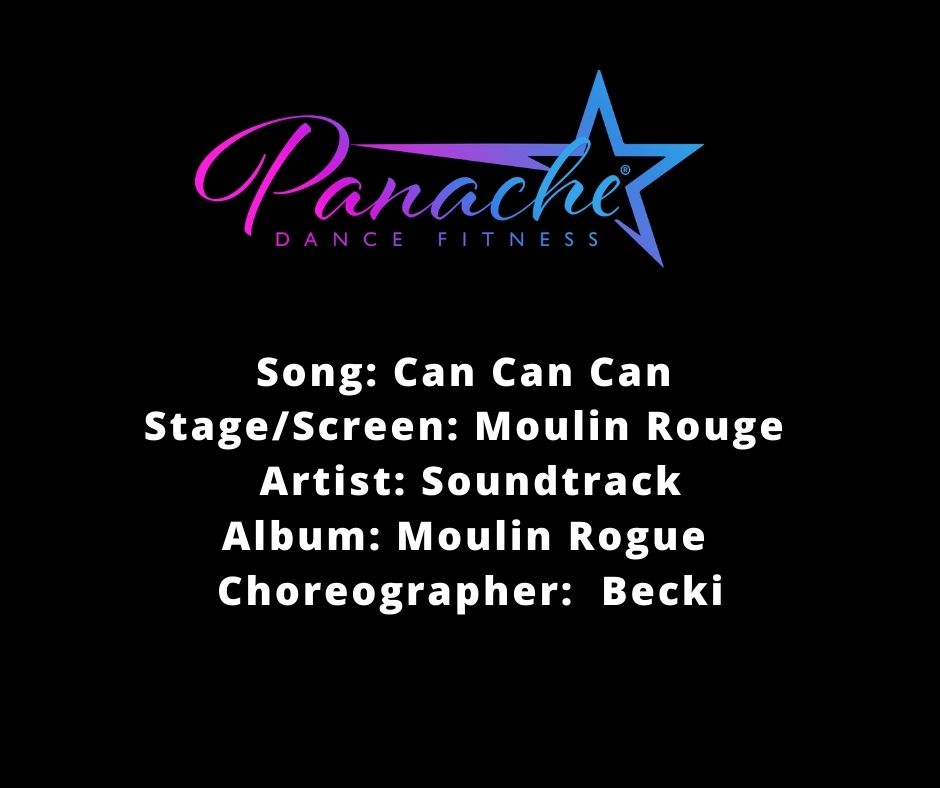 Panache®
DANCE FITNESS
Song: Can Can Can
Stage/Screen: Moulin Rouge
Artist: Soundtrack
Album: Moulin Rogue
Choreographer: Becki